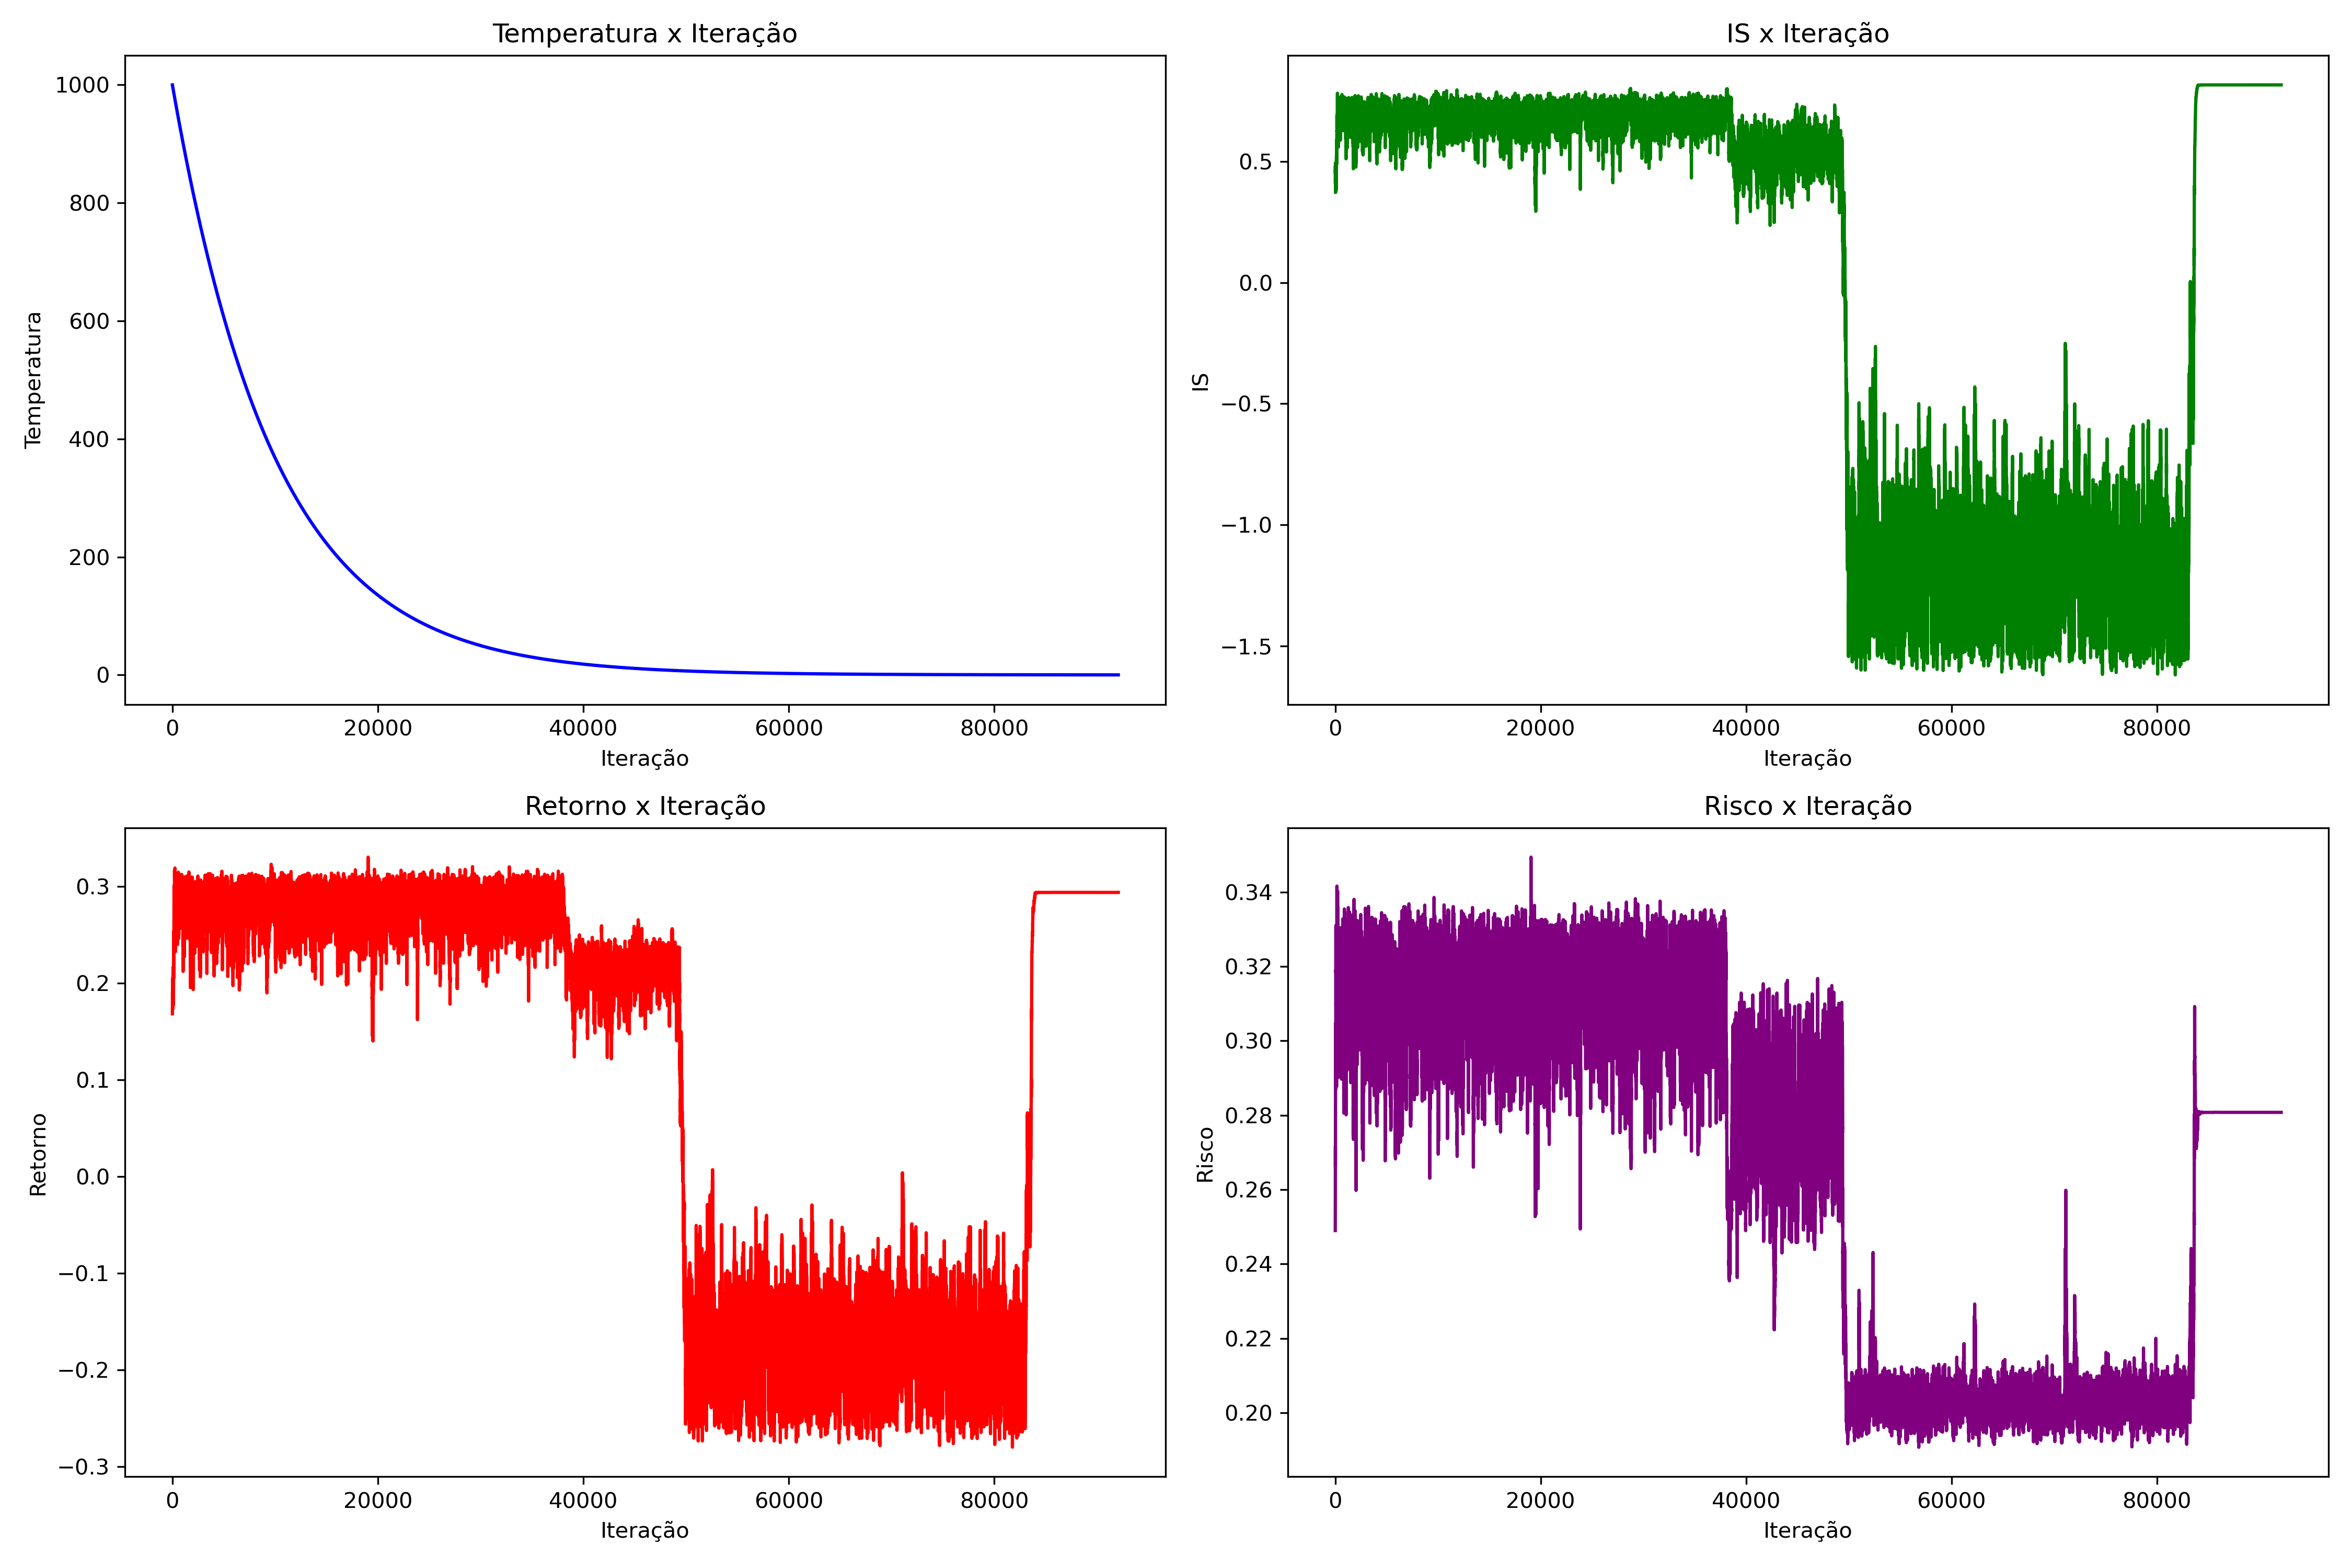 Temperatura x Iteração
1000
800
600
400
200
0
Temperatura
0 20000 40000 60000 80000
Iteração
IS x Iteração
0.5
0.0
−0.5
−1.0
−1.5
IS
0 20000 40000 60000 80000
Iteração
Retorno x Iteração
0.3
0.2
0.1
0.0
−0.1
−0.2
−0.3
Retorno
0 20000 40000 60000 80000
Iteração
Risco x Iteração
0.34
0.32
0.30
0.28
0.26
0.24
0.22
0.20
Risco
0 20000 40000 60000 80000
Iteração